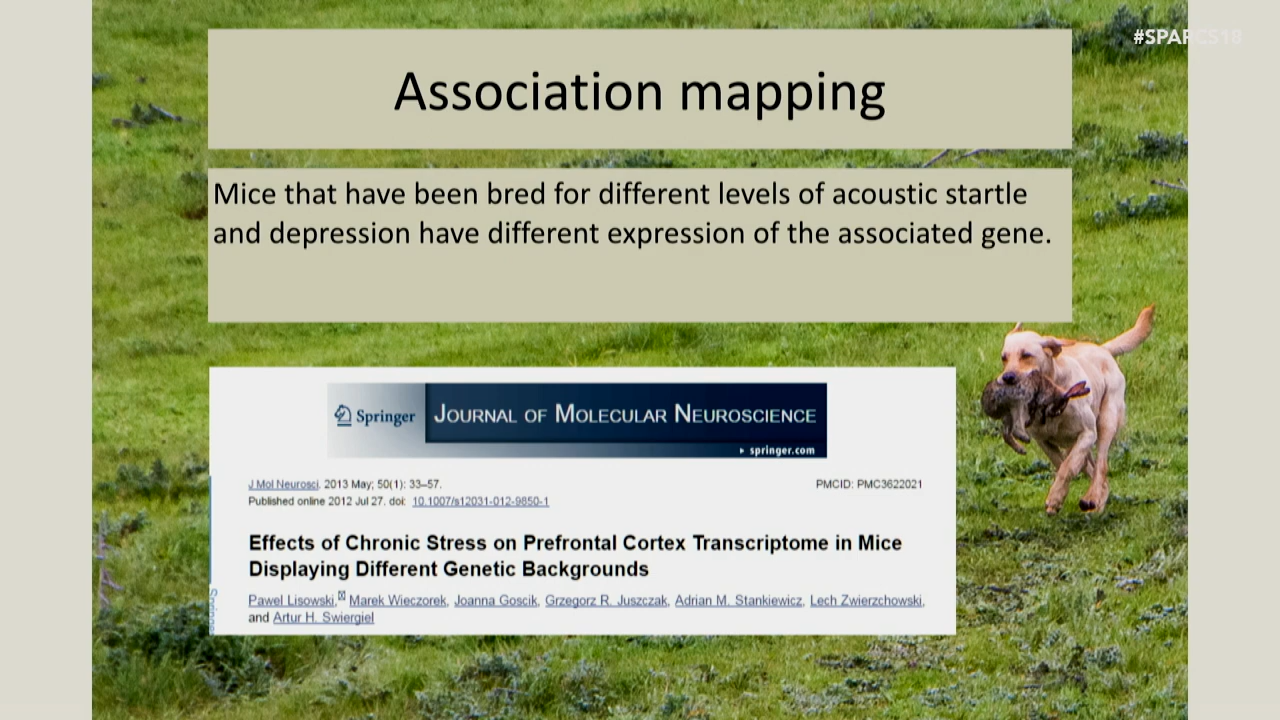 #SPARCS18
Association mapping
Mice that have been bred for different levels of acoustic startle
and depression have different expression of the associated gene.
Springer
JOURNAL OF MOLECULAR NEUROSCIENCE
springer.com
J Mol Neurosci. 2013 May; 50(1): 33–57.
PMCID: PMC3622021
Published online 2012 Jul 27. doi: 10.1007/s12031-012-9850-1
Effects of Chronic Stress on Prefrontal Cortex Transcriptome in Mice
Displaying Different Genetic Backgrounds
Pawel Lisowski, Marek Wieczorek, Joanna Goscik, Grzegorz R. Juszczak, Adrian M. Stankiewicz, Lech Zwierzchowski,
and Artur H. Swiergiel